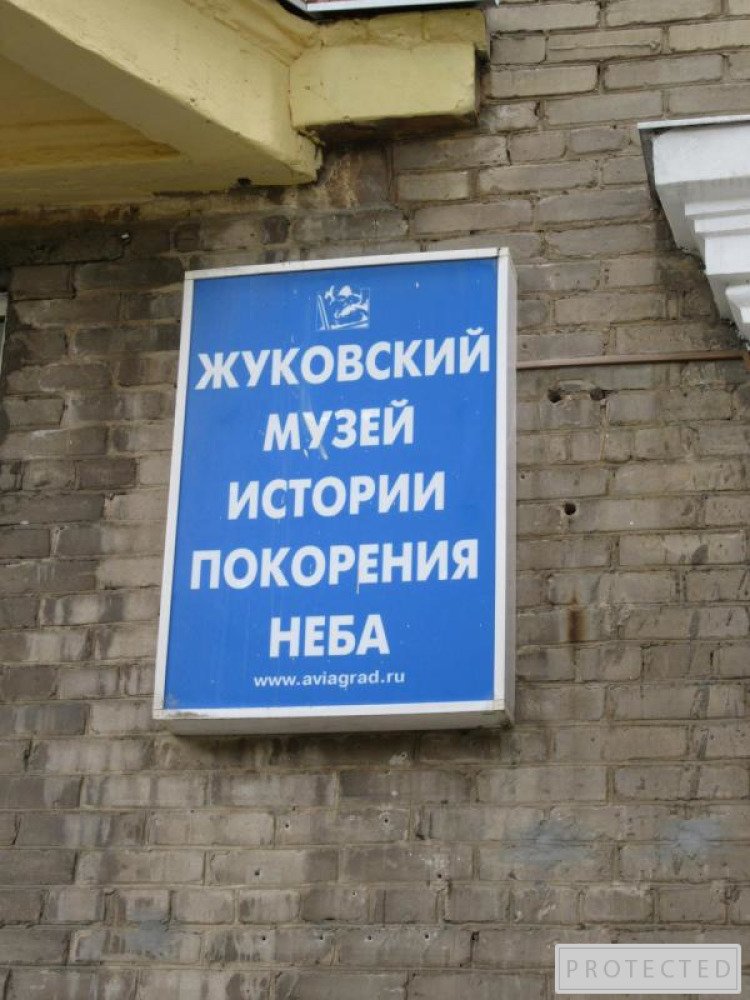 ЖУКОВСКИЙ
МУЗЕЙ
ИСТОРИИ
ПОКОРЕНИЯ
НЕБА
www.aviagrad.ru
PROTECTED